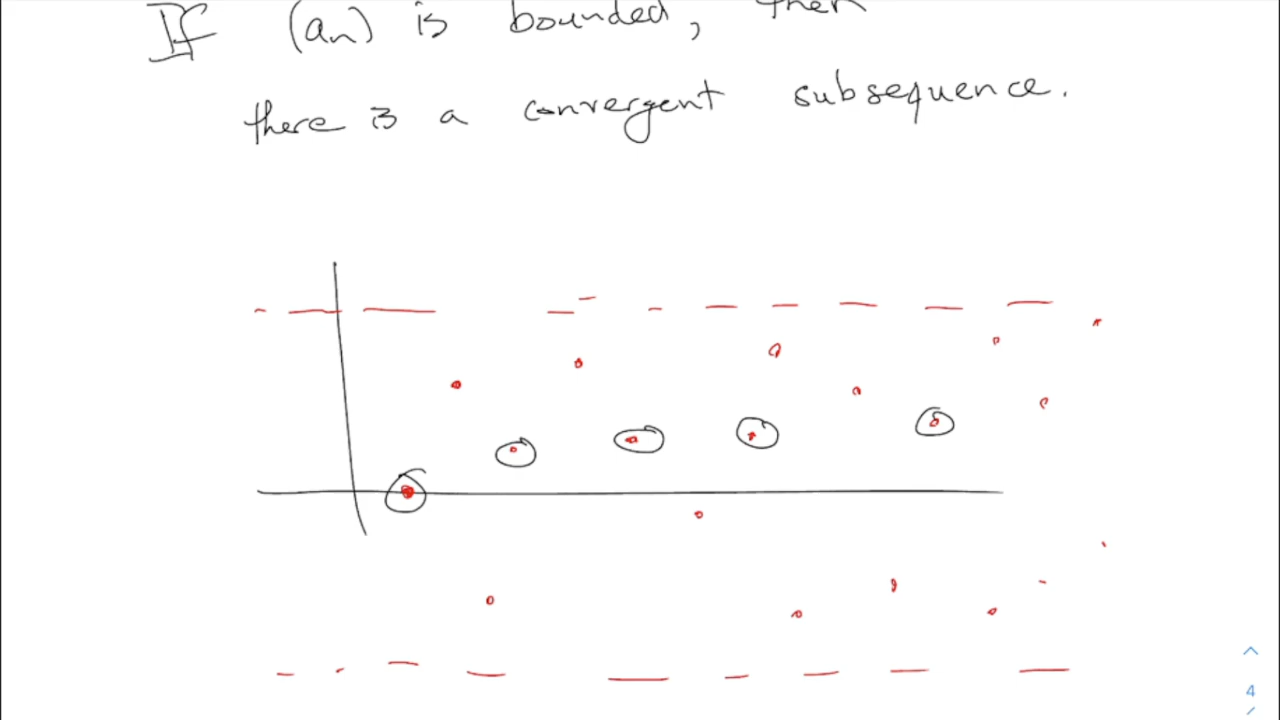 If (aₙ) is bounded, then
there is a convergent subsequence.
4